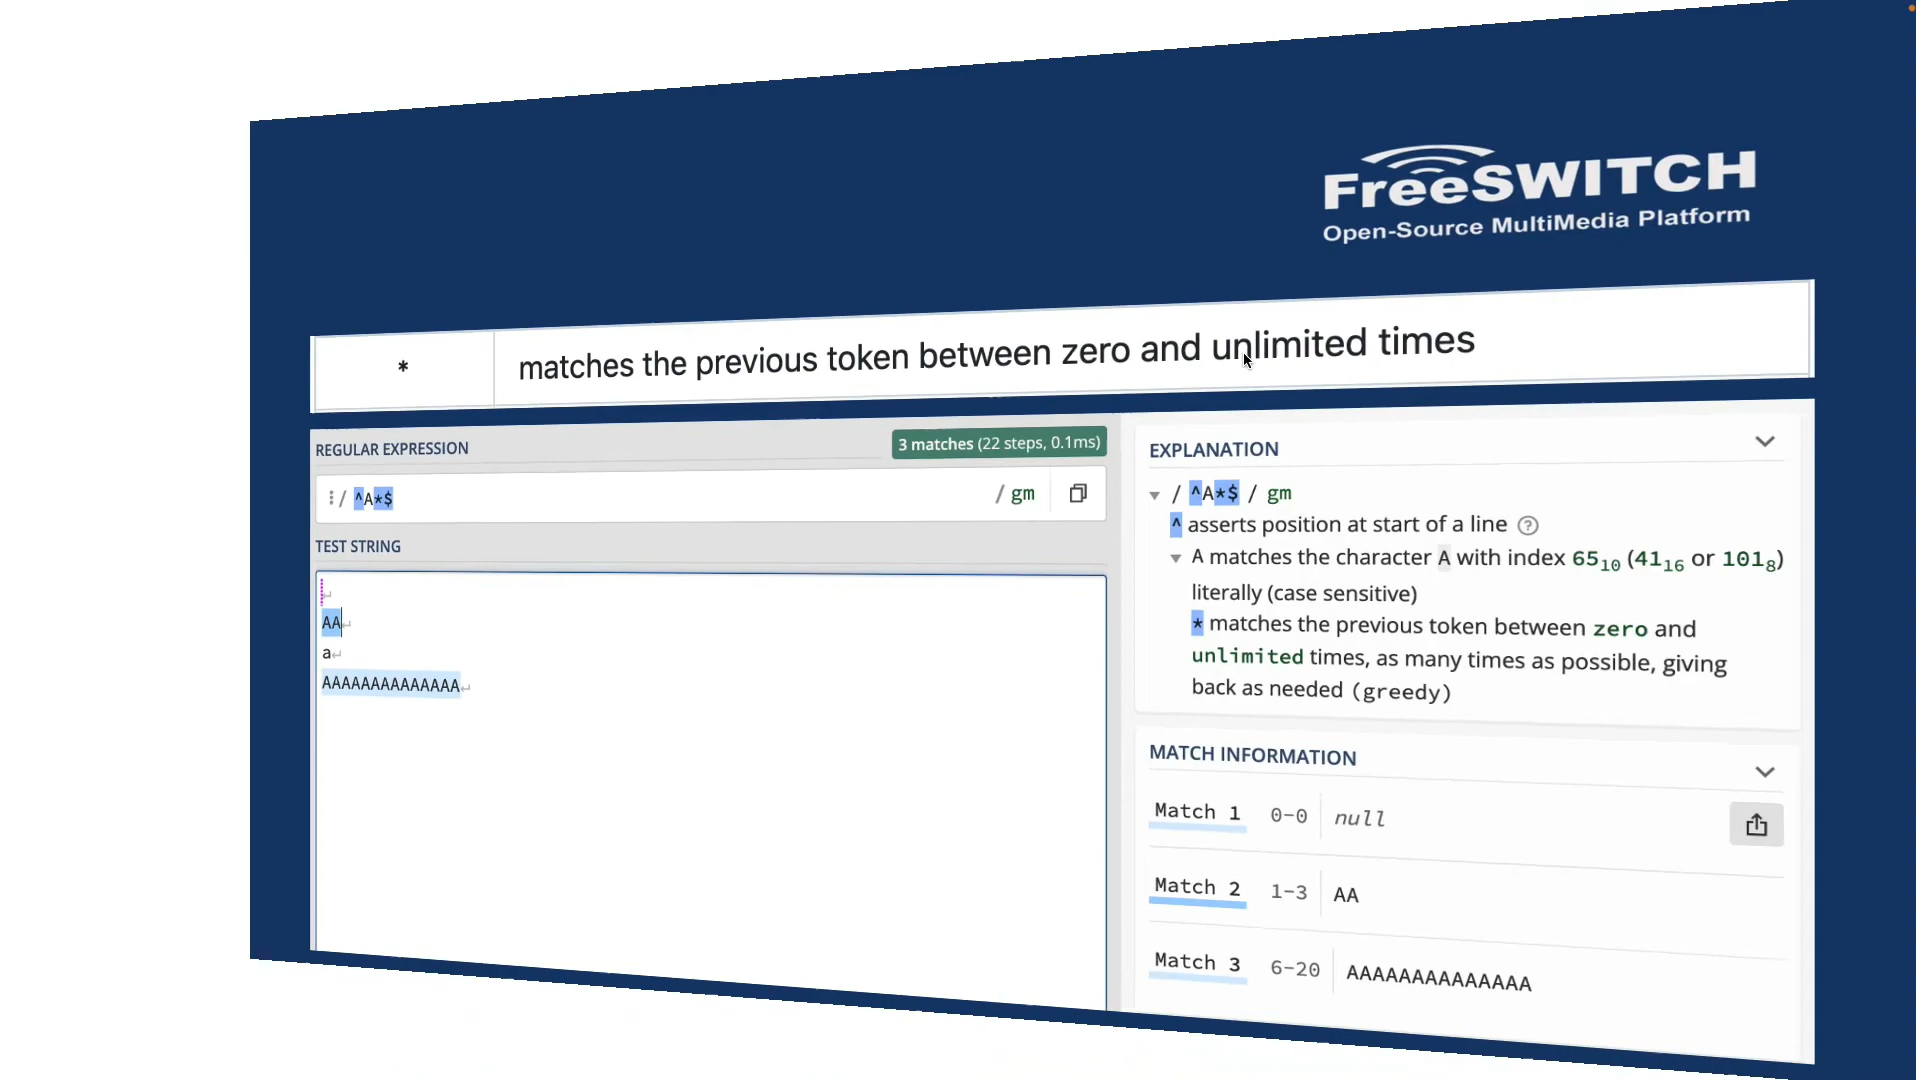 FreeSWITCH
Open-Source MultiMedia Platform
* matches the previous token between zero and unlimited times
REGULAR EXPRESSION 3 matches (22 steps, 0.1ms)
/ ^A*$ / gm
TEST STRING
AA
a
AAAAAAAAAAAAAA
EXPLANATION
/ ^A*$ / gm
^ asserts position at start of a line ?
A matches the character A with index 65₁₀ (41₁₆ or 101₈)
literally (case sensitive)
* matches the previous token between zero and
unlimited times, as many times as possible, giving
back as needed (greedy)
MATCH INFORMATION
Match 1 0-0 null
Match 2 1-3 AA
Match 3 6-20 AAAAAAAAAAAAAA